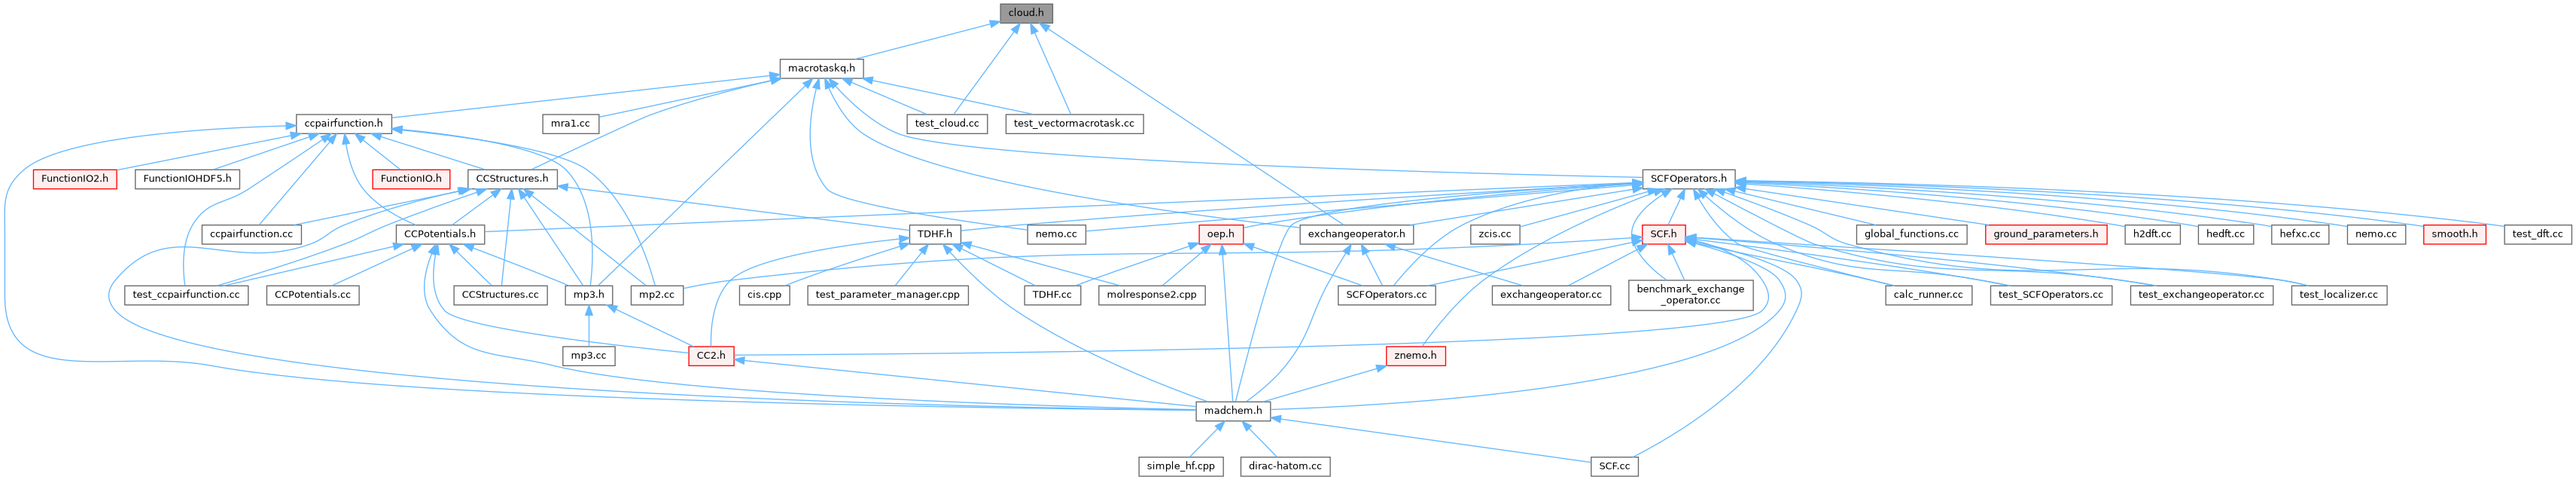 cloud.h
macrotaskq.h
ccpairfunction.h
mra1.cc
test_cloud.cc
test_vectormacrotask.cc
FunctionIO2.h
FunctionIOHDF5.h
FunctionIO.h
CCStructures.h
SCFOperators.h
ccpairfunction.cc
CCPotentials.h
TDHF.h
nemo.cc
oep.h
exchangeoperator.h
zcis.cc
SCF.h
global_functions.cc
ground_parameters.h
h2dft.cc
hedft.cc
hefxc.cc
nemo.cc
smooth.h
test_dft.cc
test_ccpairfunction.cc
CCPotentials.cc
CCStructures.cc
mp3.h
mp2.cc
cis.cpp
test_parameter_manager.cpp
TDHF.cc
molresponse2.cpp
SCFOperators.cc
exchangeoperator.cc
benchmark_exchange
_operator.cc
calc_runner.cc
test_SCFOperators.cc
test_exchangeoperator.cc
test_localizer.cc
mp3.cc
CC2.h
znemo.h
madchem.h
simple_hf.cpp
dirac-hatom.cc
SCF.cc